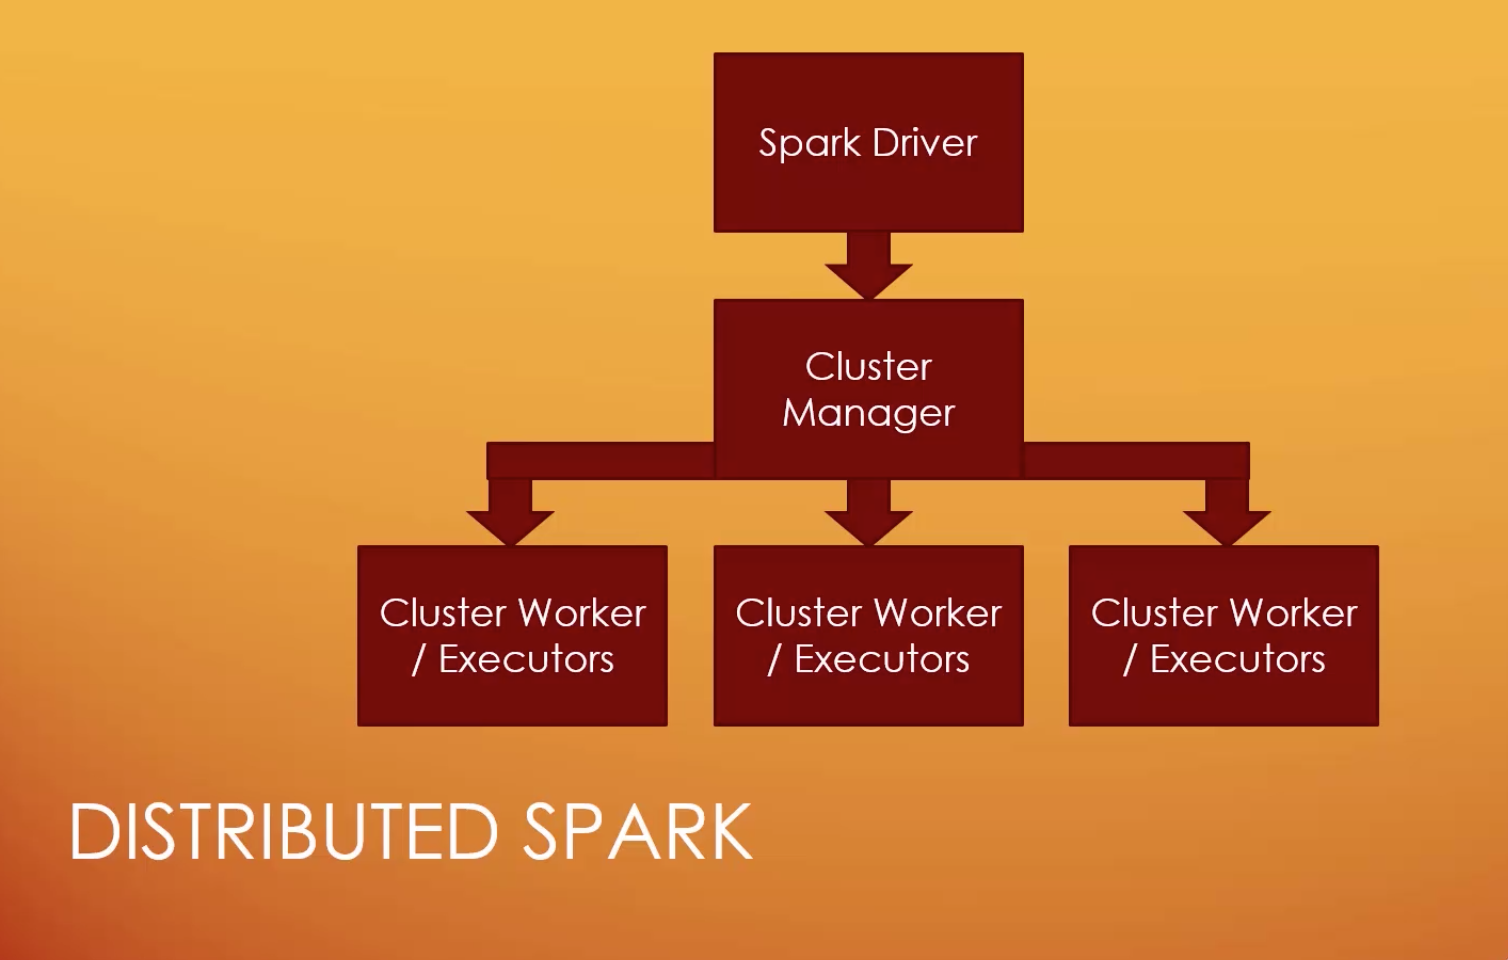 Spark Driver
Cluster
Manager
Cluster Worker
/ Executors
Cluster Worker
/ Executors
Cluster Worker
/ Executors
DISTRIBUTED SPARK